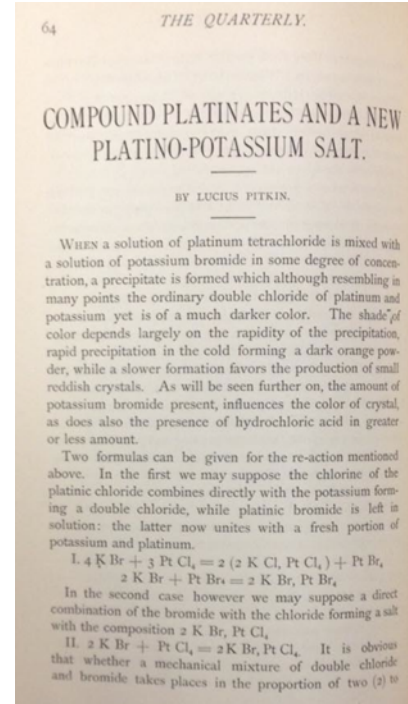 64
THE QUARTERLY.
COMPOUND PLATINATES AND A NEW
PLATINO-POTASSIUM SALT.
BY LUCIUS PITKIN.
WHEN a solution of platinum tetrachloride is mixed with
a solution of potassium bromide in some degree of concen-
tration, a precipitate is formed which although resembling in
many points the ordinary double chloride of platinum and
potassium yet is of a much darker color. The shade of
color depends largely on the rapidity of the precipitation,
rapid precipitation in the cold forming a dark orange pow-
der, while a slower formation favors the production of small
reddish crystals. As will be seen further on, the amount of
potassium bromide present, influences the color of crystal,
as does also the presence of hydrochloric acid in greater
or less amount.
Two formulas can be given for the re-action mentioned
above. In the first we may suppose the chlorine of the
platinic chloride combines directly with the potassium form-
ing a double chloride, while platinic bromide is left in
solution: the latter now unites with a fresh portion of
potassium and platinum.
I. 4 K Br + 3 Pt Cl₄ = 2 (2 K Cl, Pt Cl₄) + Pt Br₄
2 K Br + Pt Br₄ = 2 K Br, Pt Br₄
In the second case however we may suppose a direct
combination of the bromide with the chloride forming a salt
with the composition 2 K Br, Pt Cl₄
II. 2 K Br + Pt Cl₄ = 2 K Br, Pt Cl₄. It is obvious
that whether a mechanical mixture of double chloride
and bromide takes places in the proportion of two (2) to